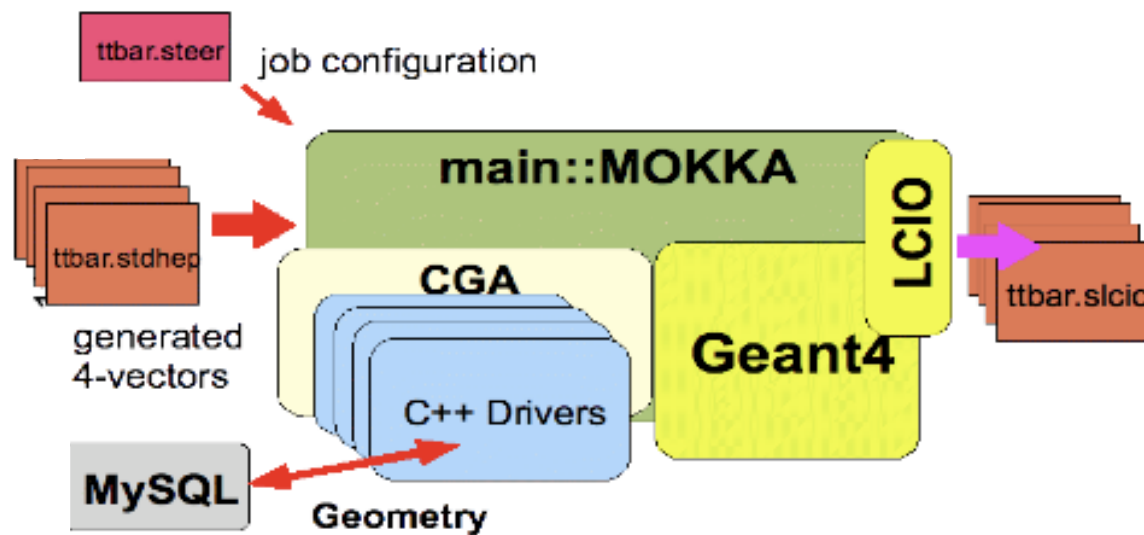 ttbar.steer
job configuration
main::MOKKA
LCIO
ttbar.stdhep
CGA
ttbar.slcio
generated
4-vectors
Geant4
C++ Drivers
MySQL
Geometry